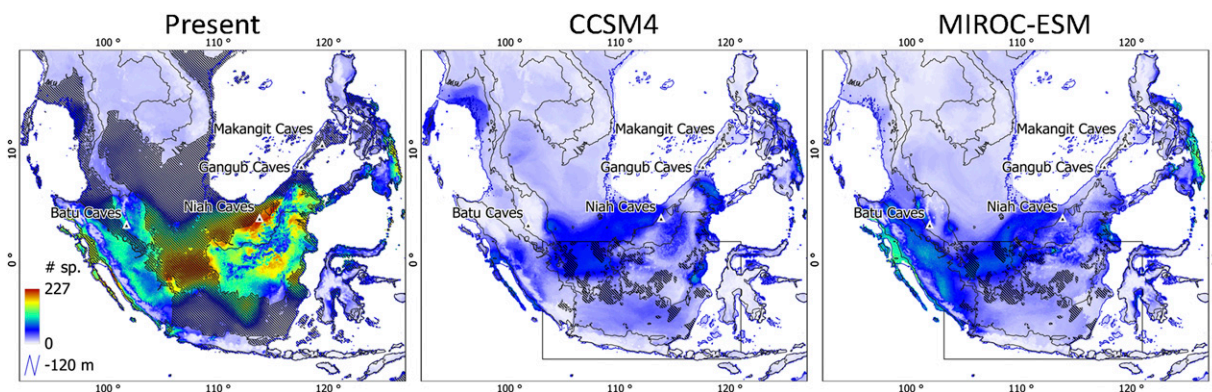 Present CCSM4 MIROC-ESM
100 ° 110 ° 120 ° 100 ° 110 ° 120 ° 100 ° 110 ° 120 °
10 °
0 °
Makangit Caves
Gangub Caves
Niah Caves
Batu Caves
# sp.
227
0
-120 m
10 °
0 °
Makangit Caves
Gangub Caves
Niah Caves
Batu Caves
10 °
0 °
Makangit Caves
Gangub Caves
Niah Caves
Batu Caves
100 ° 110 ° 120 ° 100 ° 110 ° 120 ° 100 ° 110 ° 120 °